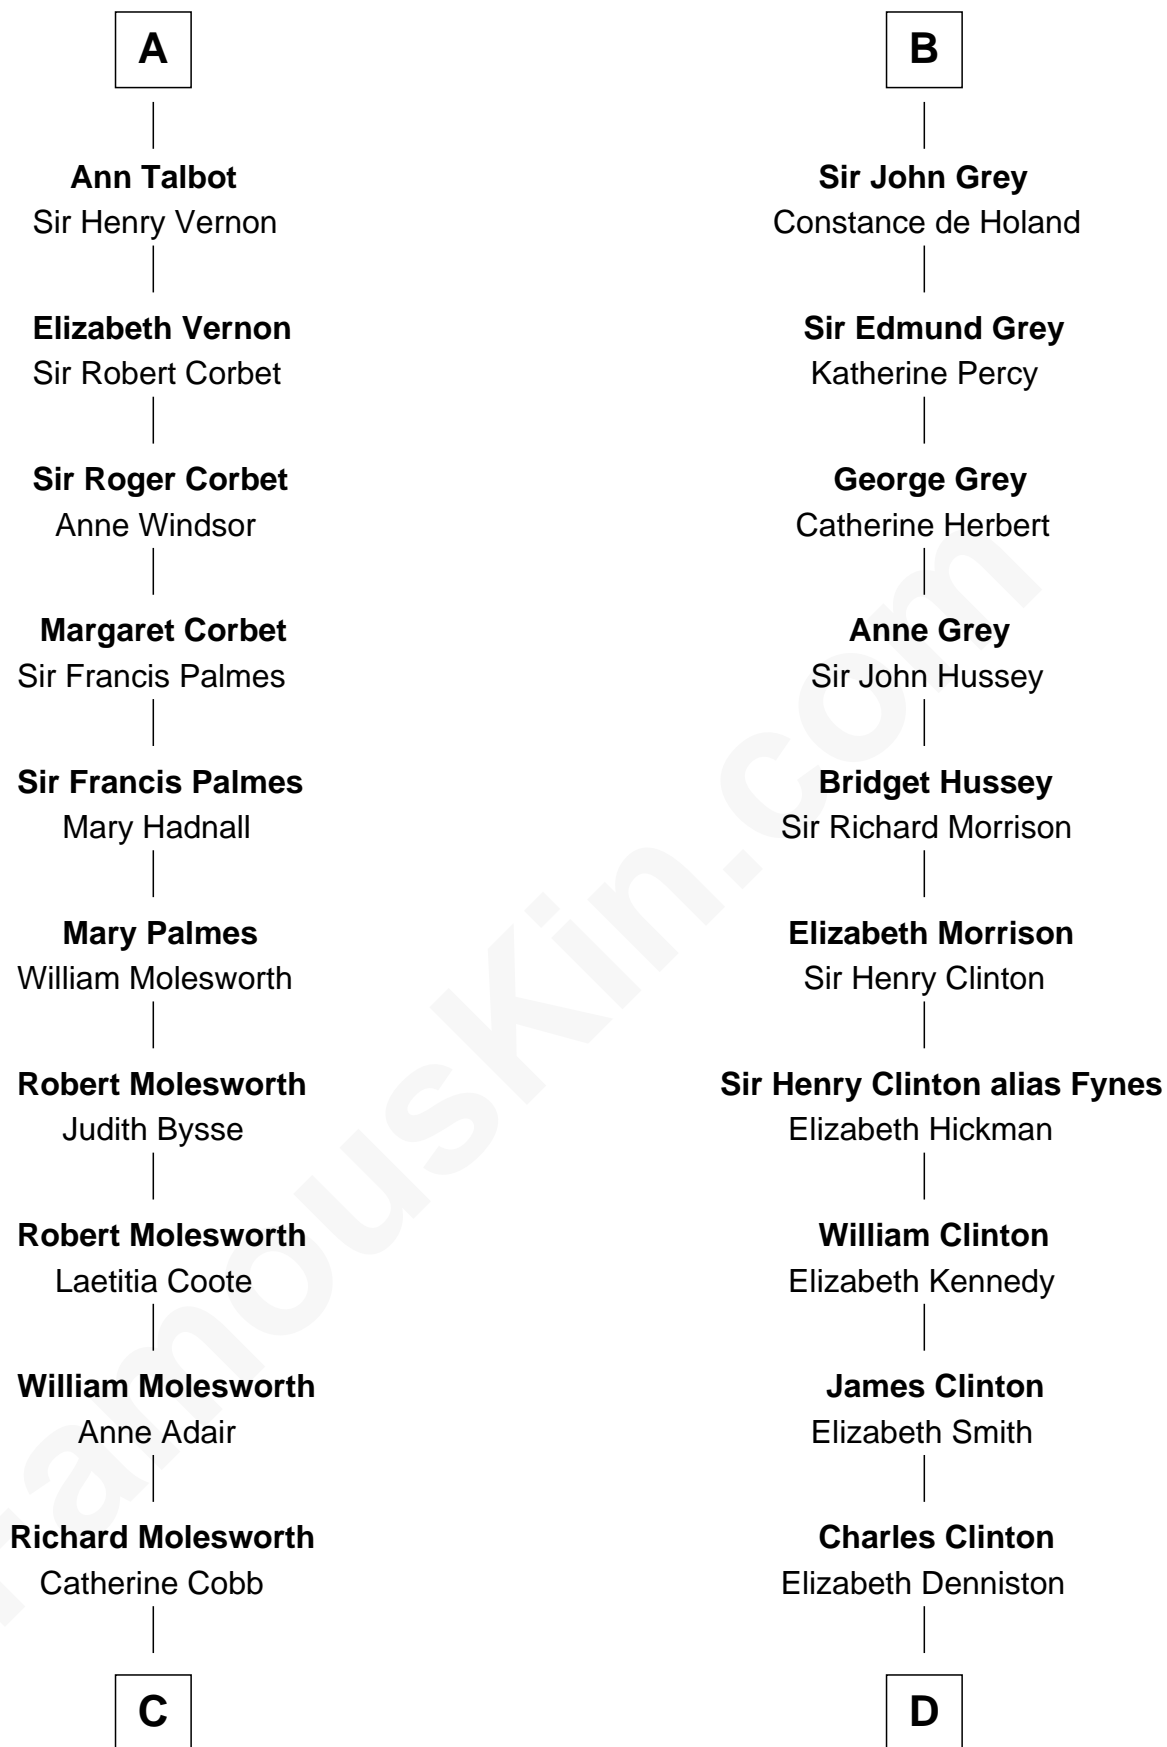 A
Ann Talbot
Sir Henry Vernon
Elizabeth Vernon
Sir Robert Corbet
Sir Roger Corbet
Anne Windsor
Margaret Corbet
Sir Francis Palmes
Sir Francis Palmes
Mary Hadnall
Mary Palmes
William Molesworth
Robert Molesworth
Judith Bysse
Robert Molesworth
Laetitia Coote
William Molesworth
Anne Adair
Richard Molesworth
Catherine Cobb
C
B
Sir John Grey
Constance de Holand
Sir Edmund Grey
Katherine Percy
George Grey
Catherine Herbert
Anne Grey
Sir John Hussey
Bridget Hussey
Sir Richard Morrison
Elizabeth Morrison
Sir Henry Clinton
Sir Henry Clinton alias Fynes
Elizabeth Hickman
William Clinton
Elizabeth Kennedy
James Clinton
Elizabeth Smith
Charles Clinton
Elizabeth Denniston
D
FamousKin.com